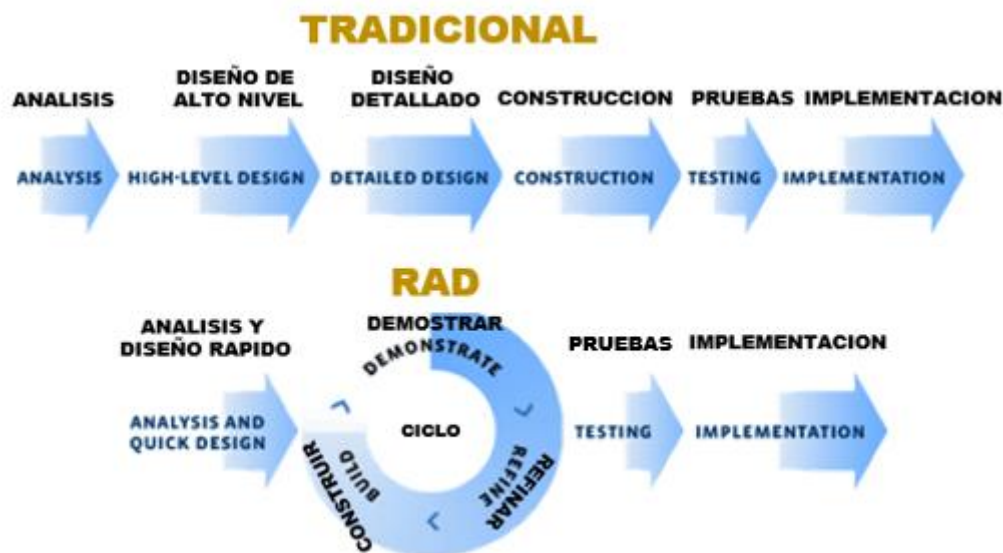 TRADICIONAL
ANALISIS
DISEÑO DE
ALTO NIVEL
DISEÑO
DETALLADO
CONSTRUCCION
PRUEBAS
IMPLEMENTACION
ANALYSIS
HIGH-LEVEL DESIGN
DETAILED DESIGN
CONSTRUCTION
TESTING
IMPLEMENTATION
RAD
ANALISIS Y
DISEÑO RAPIDO
DEMOSTRAR
DEMONSTRATE
PRUEBAS
IMPLEMENTACION
ANALYSIS AND
QUICK DESIGN
CICLO
CONSTRUIR
BUILD
REFINAR
REFINE
TESTING
IMPLEMENTATION